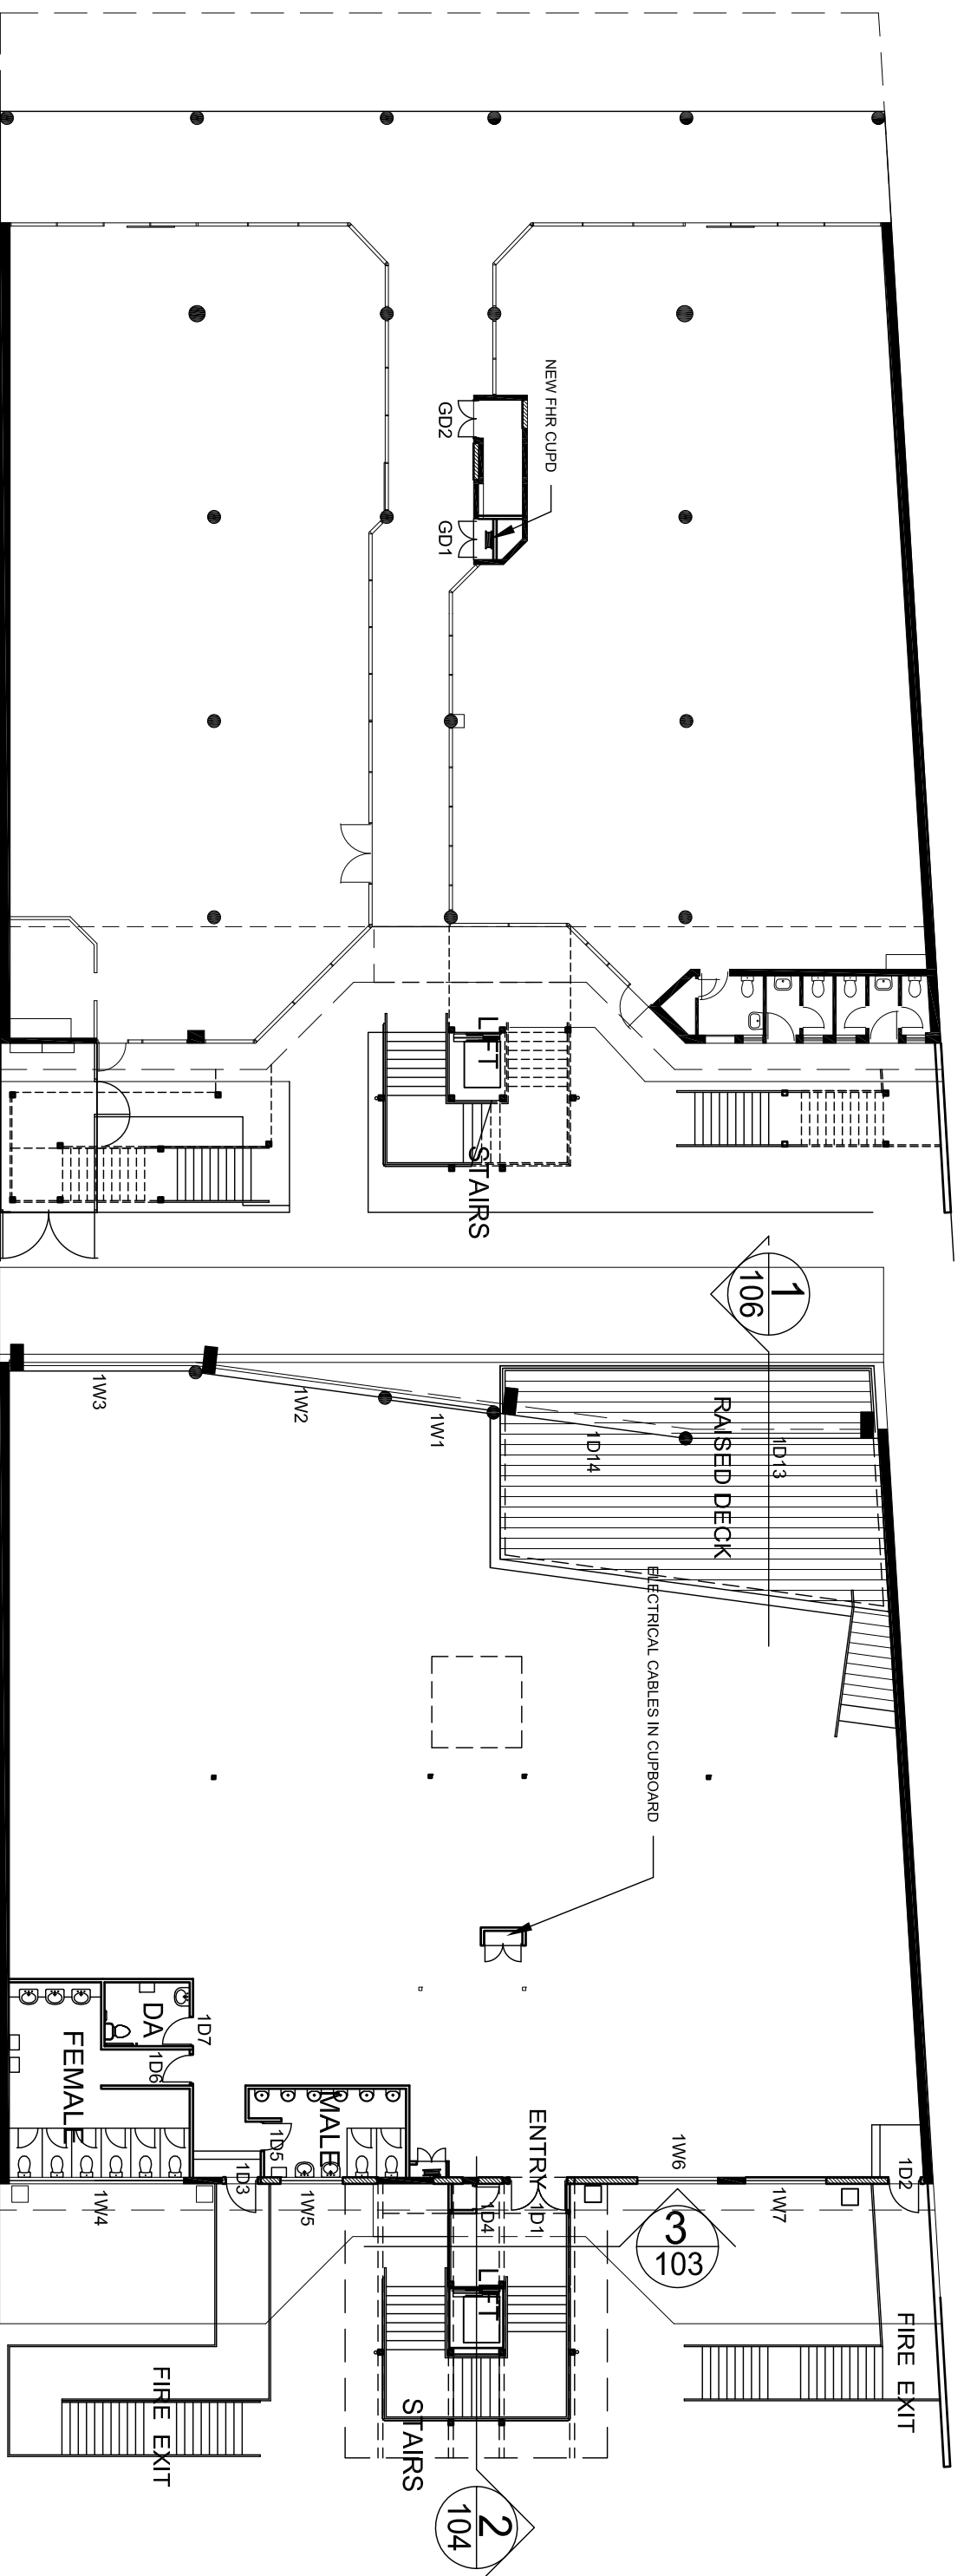 NEW FHR CUPD
GD2
GD1
LIFT
STAIRS
1
106
1W3
1W2
1W1
1D14
RAISED DECK
1D13
ELECTRICAL CABLES IN CUPBOARD
DA
1D7
1D6
FEMALE
MALE
1D5
1D3
ENTRY
1W6
1D2
1W4
1W5
1D4
1D1
1W7
3
103
LIFT
FIRE EXIT
FIRE EXIT
STAIRS
2
104